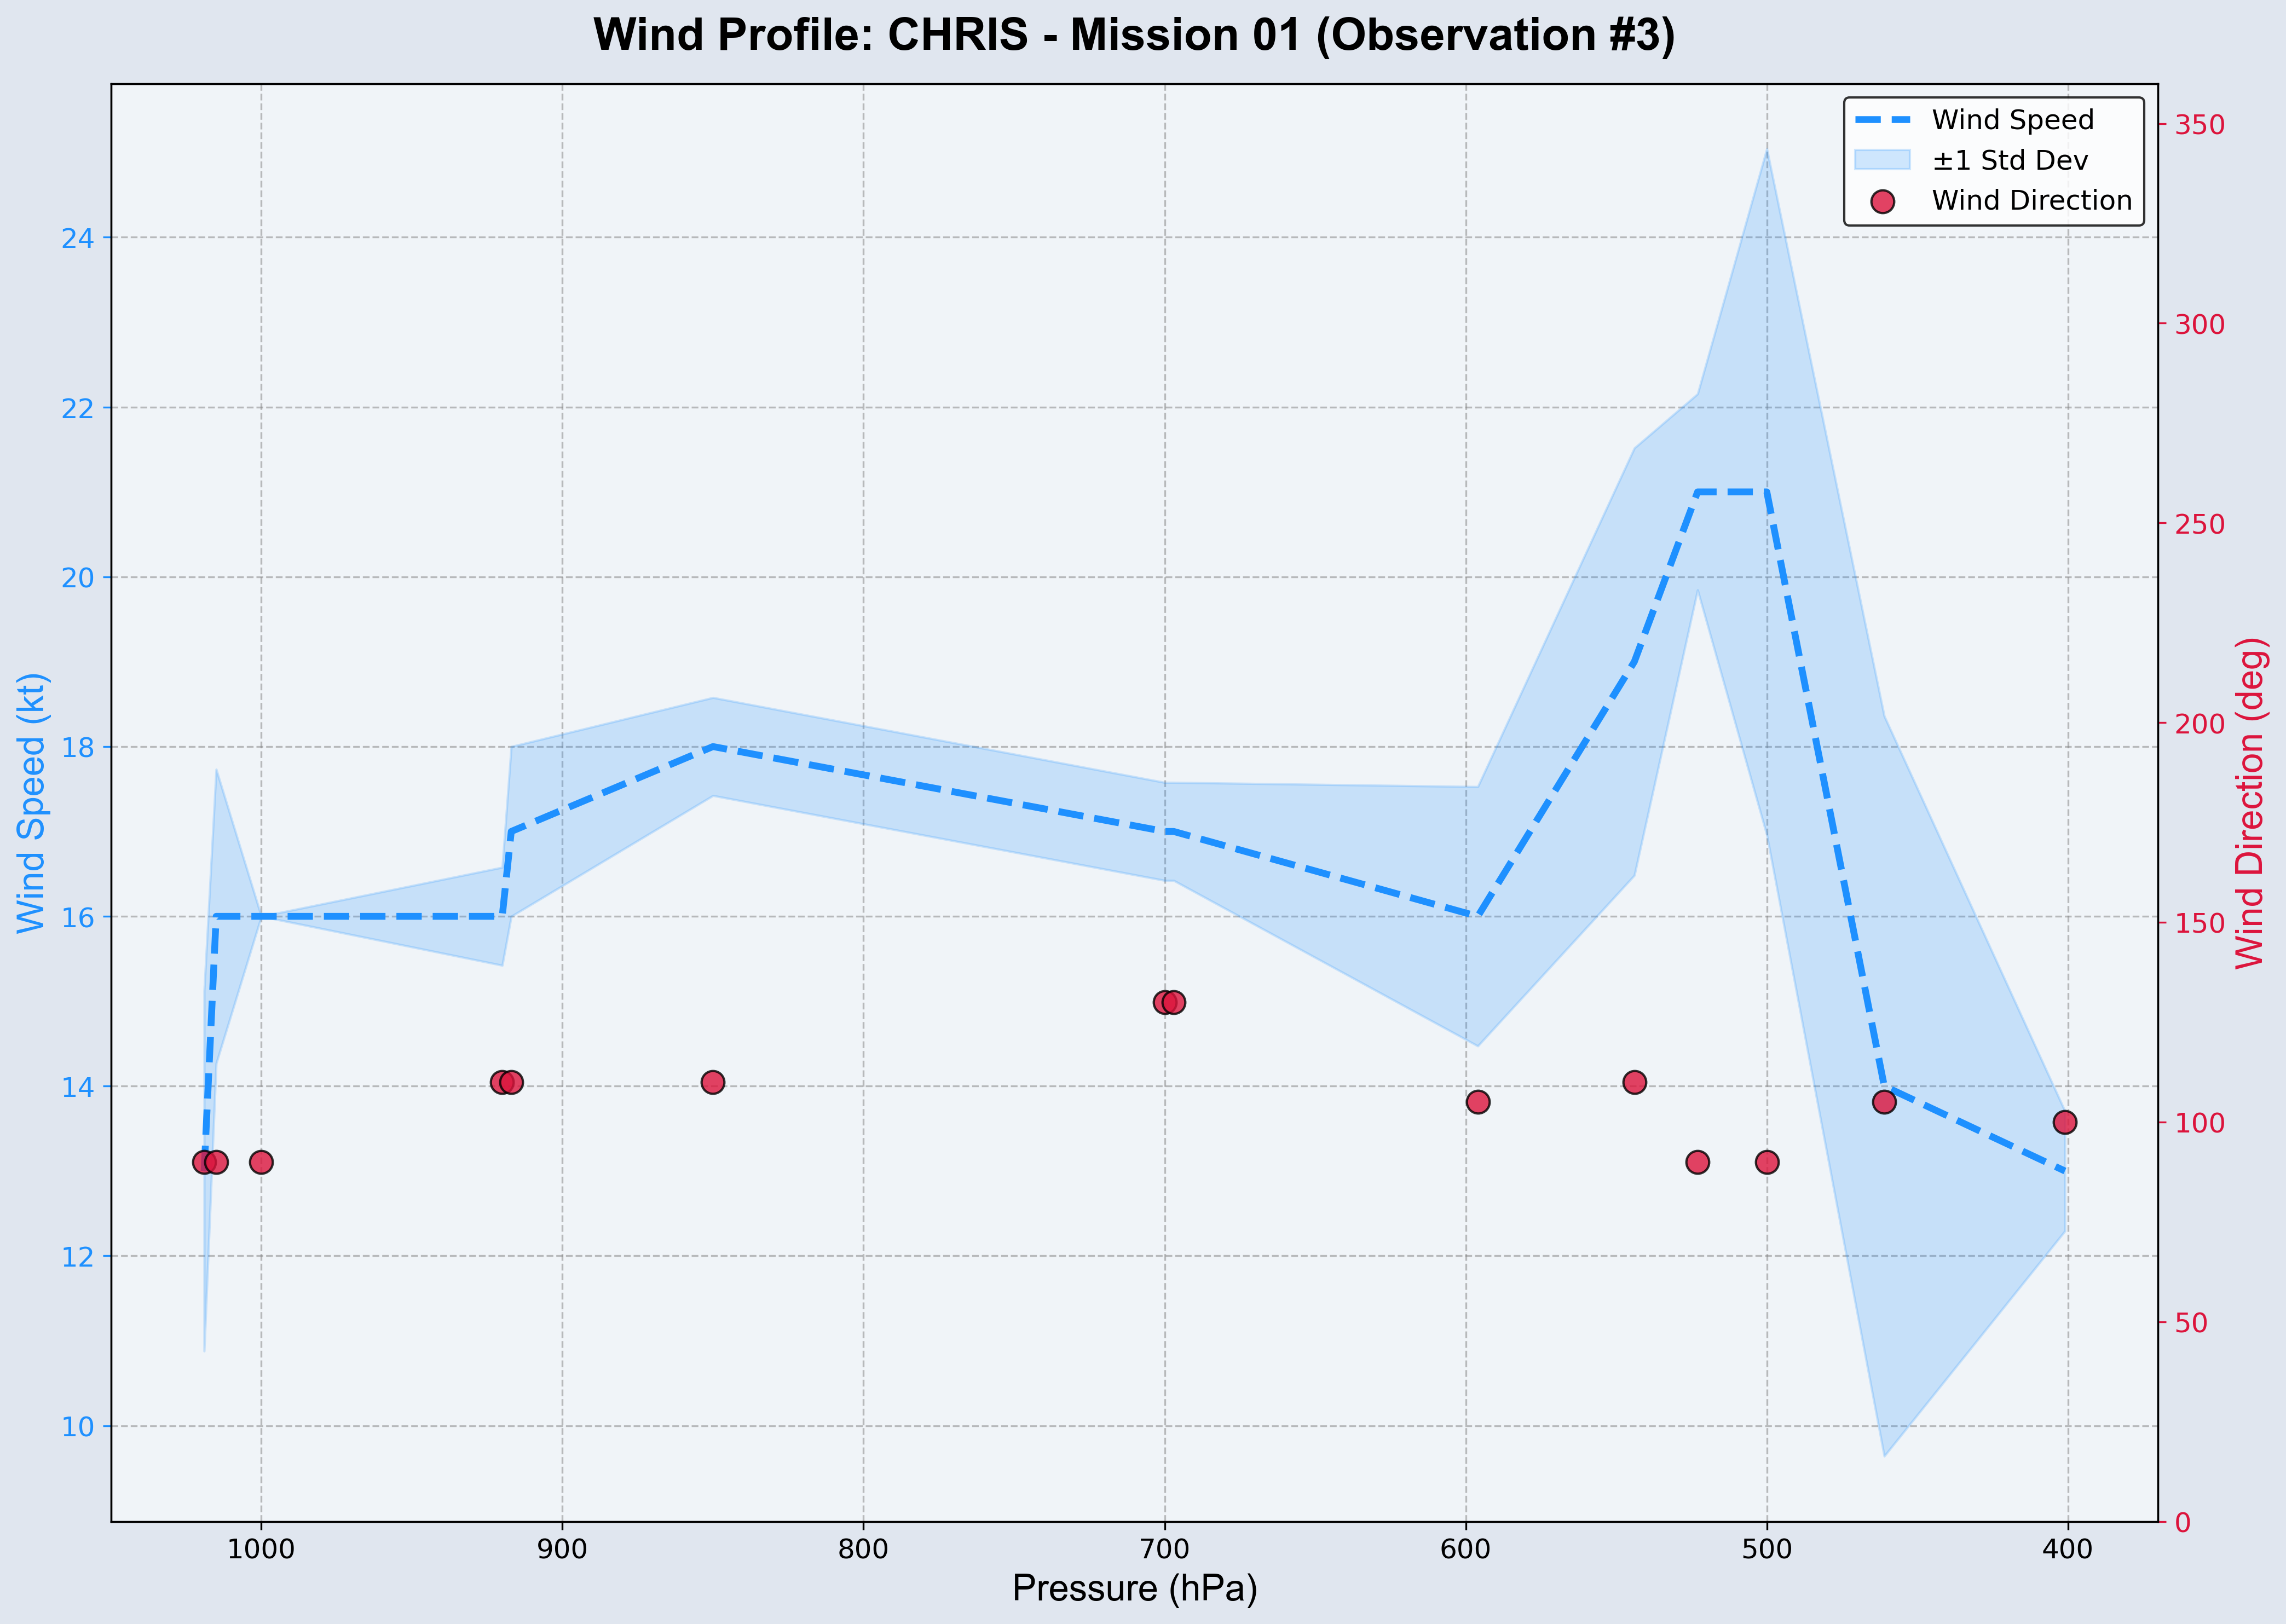 Wind Profile: CHRIS - Mission 01 (Observation #3)
Wind Speed
±1 Std Dev
Wind Direction
Wind Speed (kt)
24
22
20
18
16
14
12
10
350
300
250
200
150
100
50
0
Wind Direction (deg)
1000 900 800 700 600 500 400
Pressure (hPa)